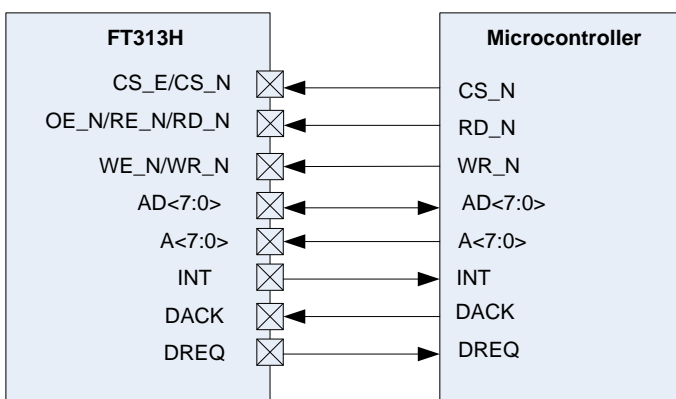 FT313H
Microcontroller
CS_E/CS_N
CS_N
OE_N/RE_N/RD_N
RD_N
WE_N/WR_N
WR_N
AD<7:0>
AD<7:0>
A<7:0>
A<7:0>
INT
INT
DACK
DACK
DREQ
DREQ